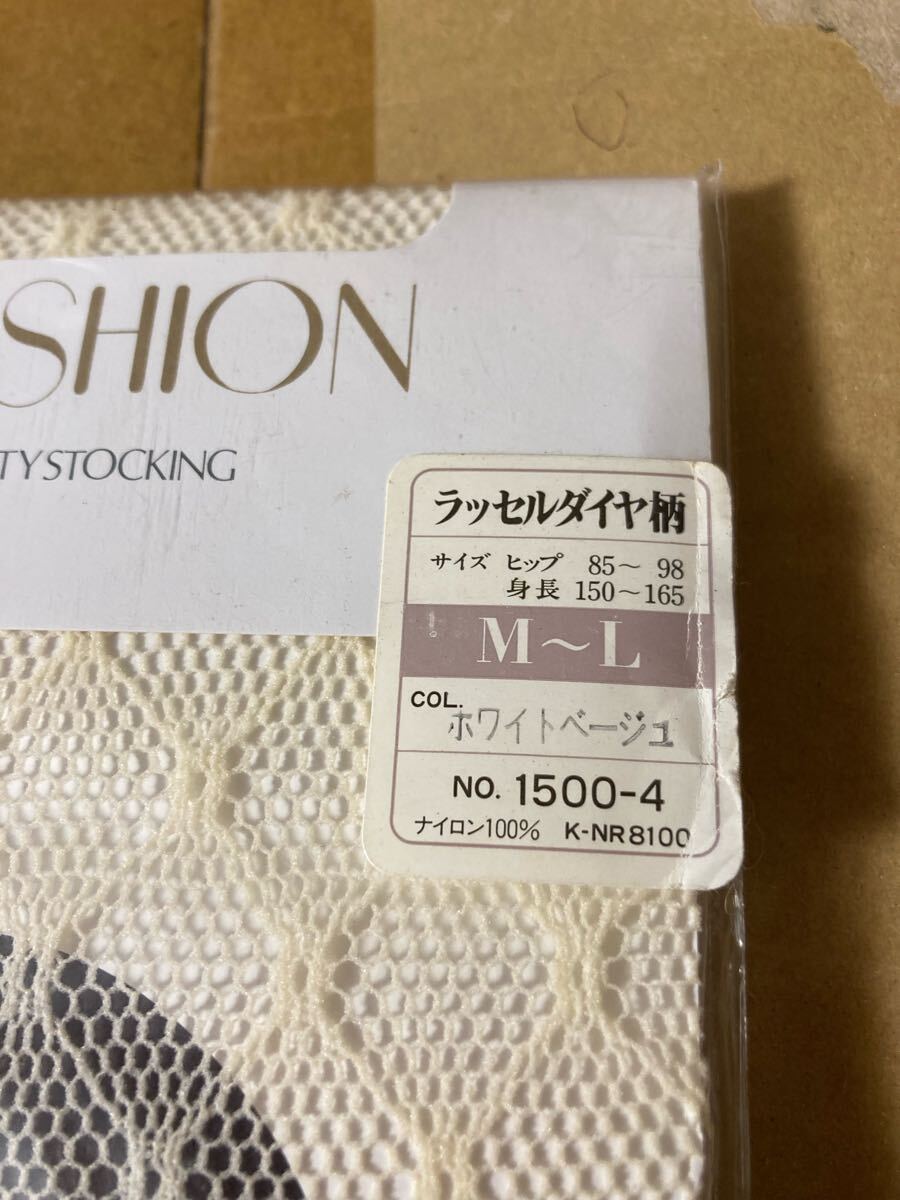 SHION
TY STOCKING
ラッセルダイヤ柄
サイズ ヒップ 85～98
身長 150～165
M～L
COL.
ホワイトベージュ
NO. 1500-4
ナイロン100% K-NR8100